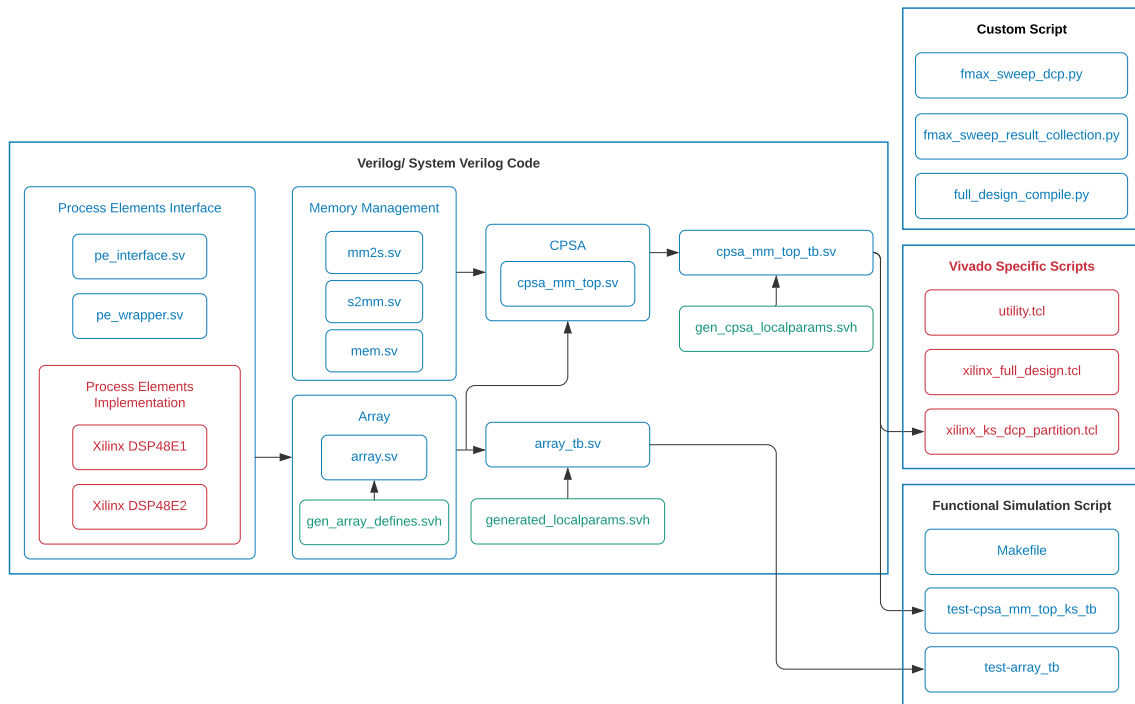 Verilog/ System Verilog Code
Process Elements Interface
pe_interface.sv
pe_wrapper.sv
Process Elements
Implementation
Xilinx DSP48E1
Xilinx DSP48E2
Memory Management
mm2s.sv
s2mm.sv
mem.sv
Array
array.sv
gen_array_defines.svh
CPSA
cpsa_mm_top.sv
array_tb.sv
generated_localparams.svh
cpsa_mm_top_tb.sv
gen_cpsa_localparams.svh
Custom Script
fmax_sweep_dcp.py
fmax_sweep_result_collection.py
full_design_compile.py
Vivado Specific Scripts
utility.tcl
xilinx_full_design.tcl
xilinx_ks_dcp_partition.tcl
Functional Simulation Script
Makefile
test-cpsa_mm_top_ks_tb
test-array_tb